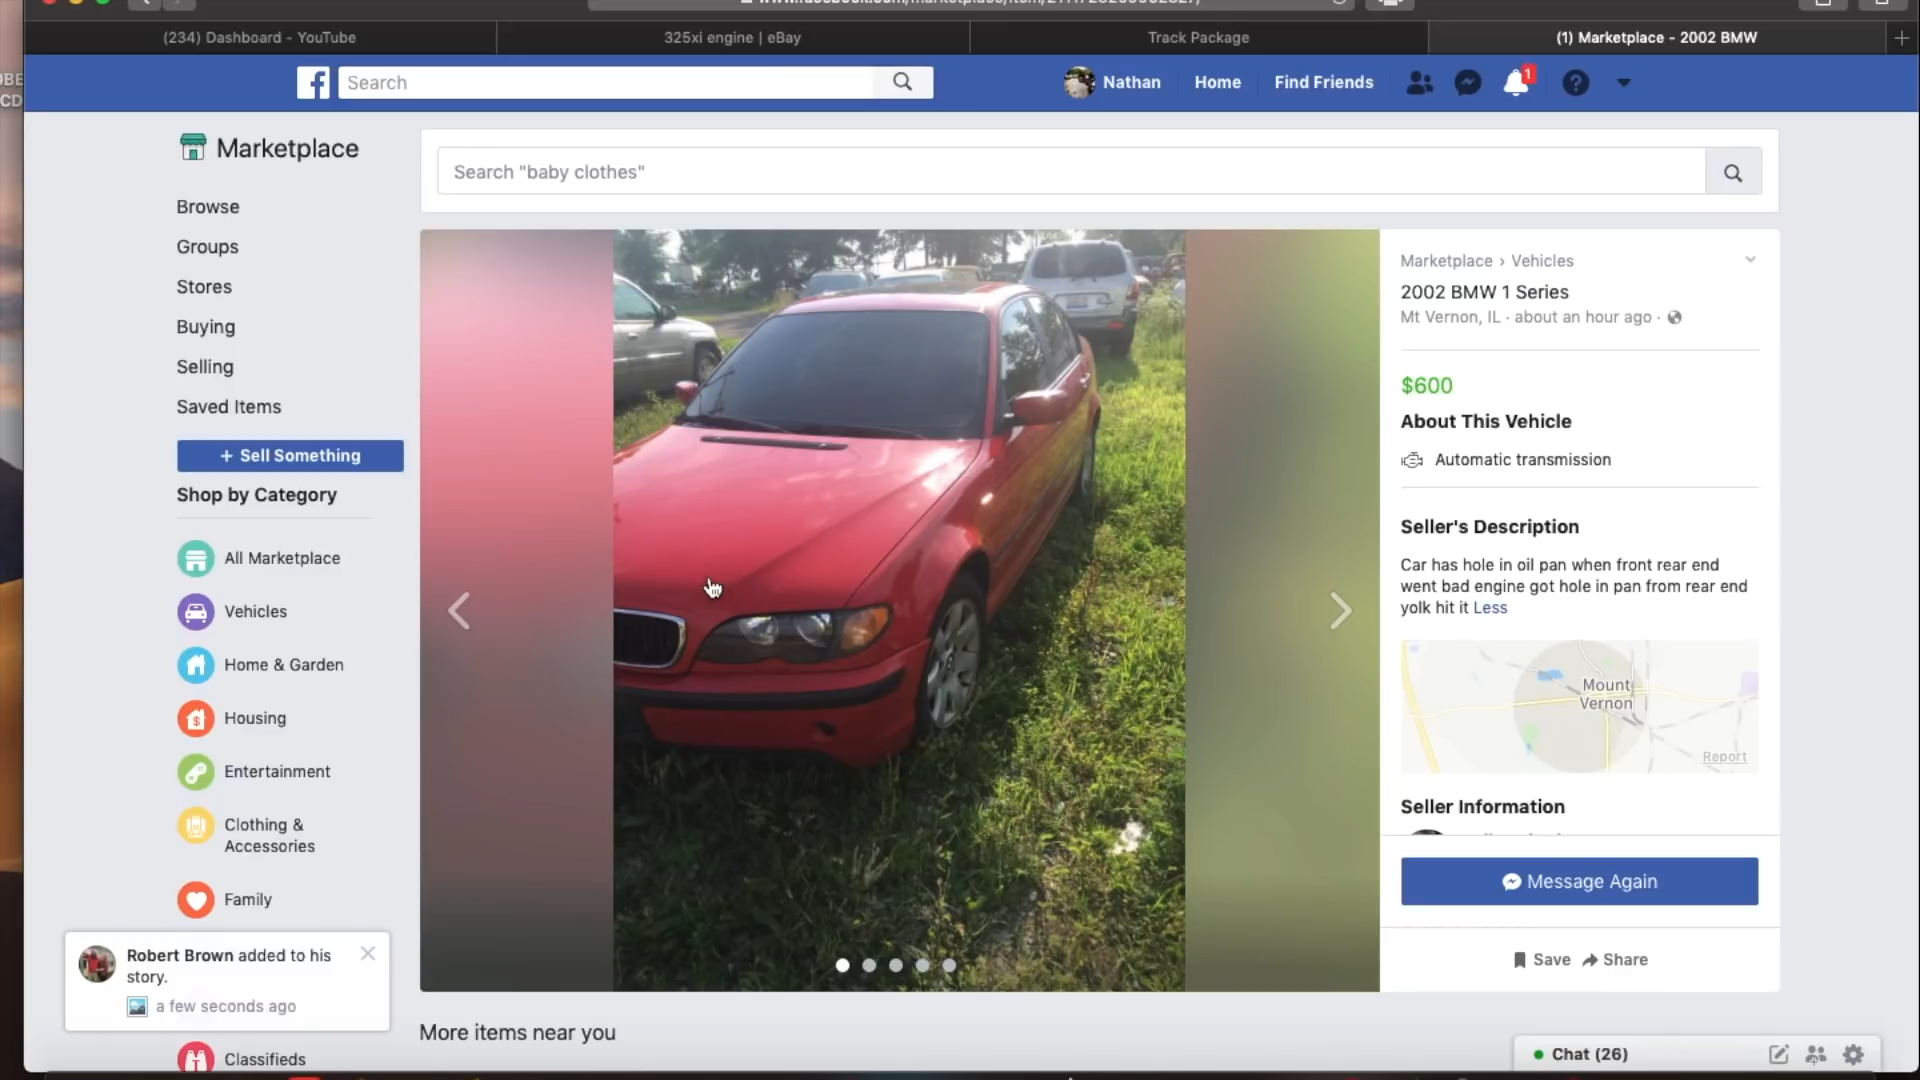 (234) Dashboard - YouTube
325xi engine | eBay
Track Package
(1) Marketplace - 2002 BMW
Search
Nathan
Home
Find Friends
1
Marketplace
Search "baby clothes"
Browse
Groups
Stores
Buying
Selling
Saved Items
+ Sell Something
Shop by Category
All Marketplace
Vehicles
Home & Garden
Housing
Entertainment
Clothing &
Accessories
Family
Classifieds
Marketplace › Vehicles
2002 BMW 1 Series
Mt Vernon, IL · about an hour ago ·
$600
About This Vehicle
Automatic transmission
Seller's Description
Car has hole in oil pan when front rear end
went bad engine got hole in pan from rear end
yolk hit it Less
Mount
Vernon
Report
Seller Information
Message Again
Save
Share
Robert Brown added to his
story.
a few seconds ago
More items near you
Chat (26)